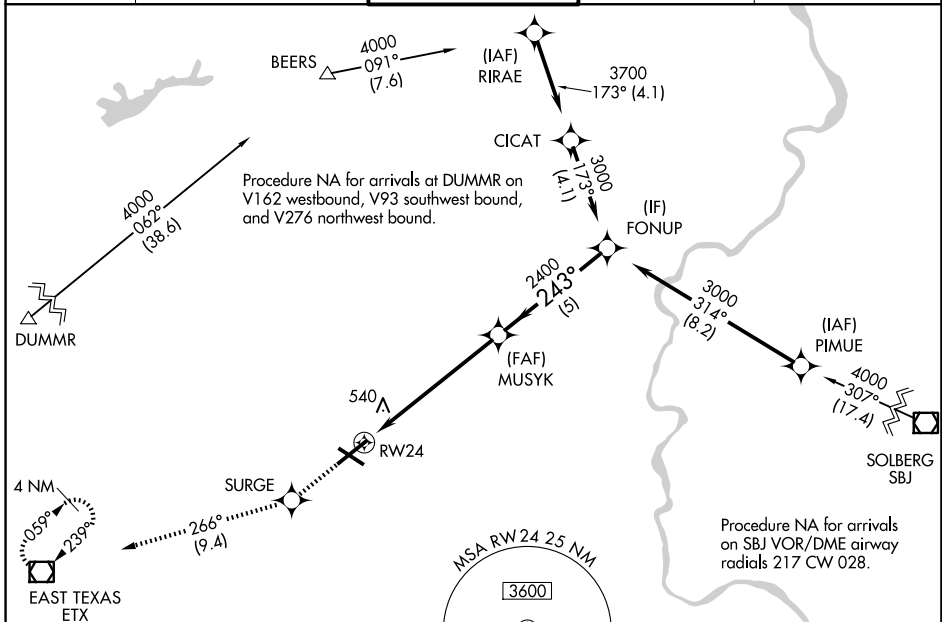 BEERS
4000
091°
(7.6)
(IAF)
RIRAE
3700
173° (4.1)
CICAT
3000
173°
(4.1)
4000
062°
(38.6)
DUMMR
Procedure NA for arrivals at DUMMR on
V162 westbound, V93 southwest bound,
and V276 northwest bound.
(IF)
FONUP
2400
243°
(5)
3000
314°
(8.2)
(IAF)
PIMUE
4000
307°
(17.4)
SOLBERG
SBJ
(FAF)
MUSYK
540
RW24
SURGE
266°
(9.4)
4 NM
059°
239°
EAST TEXAS
ETX
Procedure NA for arrivals
on SBJ VOR/DME airway
radials 217 CW 028.
MSA RW 24 25 NM
3600